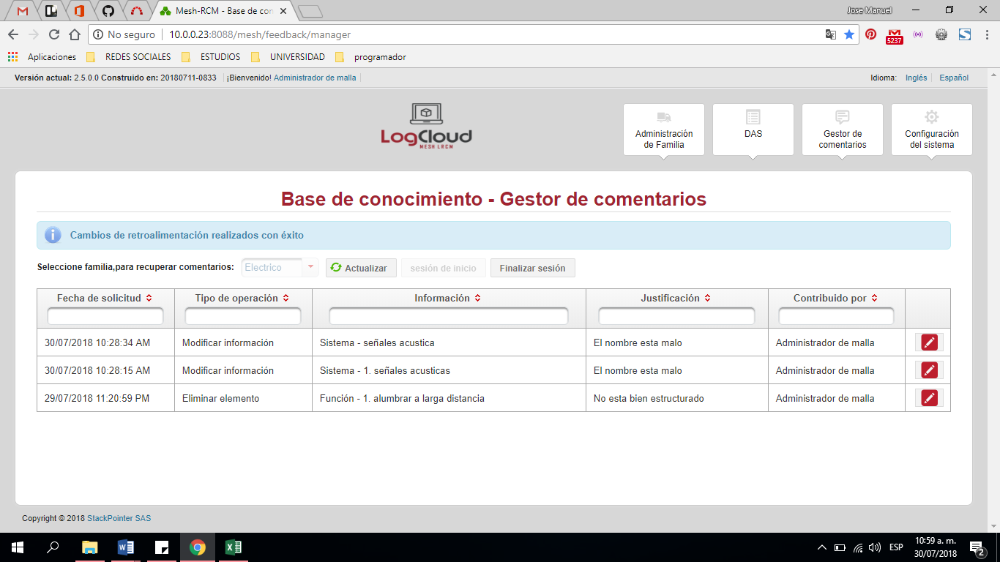 Mesh-RCM - Base de con
Jose Manuel
No seguro | 10.0.0.23:8088/mesh/feedback/manager
5237
Aplicaciones REDES SOCIALES ESTUDIOS UNIVERSIDAD programador
Versión actual: 2.5.0.0 Construido en: 20180711-0833 ¡Bienvenido! Administrador de malla Idioma: Inglés Español
LogCloud
MESH LRCM
Administración
de Familia
DAS
Gestor de
comentarios
Configuración
del sistema
Base de conocimiento - Gestor de comentarios
Cambios de retroalimentación realizados con éxito
Seleccione familia,para recuperar comentarios: Electrico Actualizar sesión de inicio Finalizar sesión
Fecha de solicitud Tipo de operación Información Justificación Contribuido por
30/07/2018 10:28:34 AM Modificar información Sistema - señales acustica El nombre esta malo Administrador de malla
30/07/2018 10:28:15 AM Modificar información Sistema - 1. señales acusticas El nombre esta malo Administrador de malla
29/07/2018 11:20:59 PM Eliminar elemento Función - 1. alumbrar a larga distancia No esta bien estructurado Administrador de malla
Copyright © 2018 StackPointer SAS
ESP
10:59 a. m.
30/07/2018
2